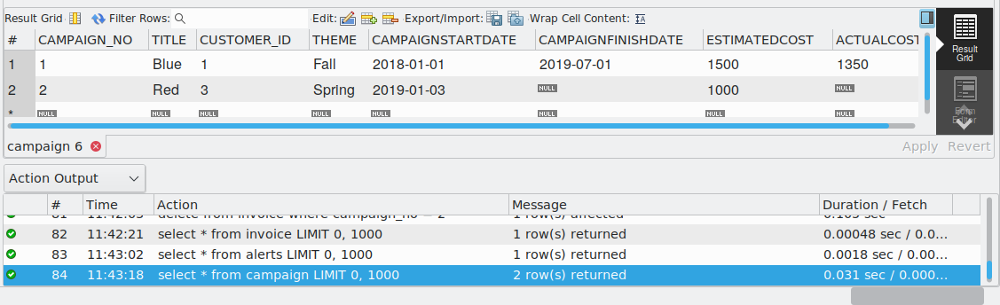 Result Grid Filter Rows: Edit: Export/Import: Wrap Cell Content: IA
# CAMPAIGN_NO TITLE CUSTOMER_ID THEME CAMPAIGNSTARTDATE CAMPAIGNFINISHDATE ESTIMATEDCOST ACTUALCOST
1 1 Blue 1 Fall 2018-01-01 2019-07-01 1500 1350
2 2 Red 3 Spring 2019-01-03 NULL 1000 NULL
* NULL NULL NULL NULL NULL NULL NULL NULL
Result
Grid
Form
Editor
campaign 6 Apply Revert
Action Output
# Time Action Message Duration / Fetch
81 11:42:05 delete from invoice where campaign_no = 2 1 row(s) affected 0.105 sec
82 11:42:21 select * from invoice LIMIT 0, 1000 1 row(s) returned 0.00048 sec / 0.0...
83 11:43:02 select * from alerts LIMIT 0, 1000 1 row(s) returned 0.0018 sec / 0.00...
84 11:43:18 select * from campaign LIMIT 0, 1000 2 row(s) returned 0.031 sec / 0.000...